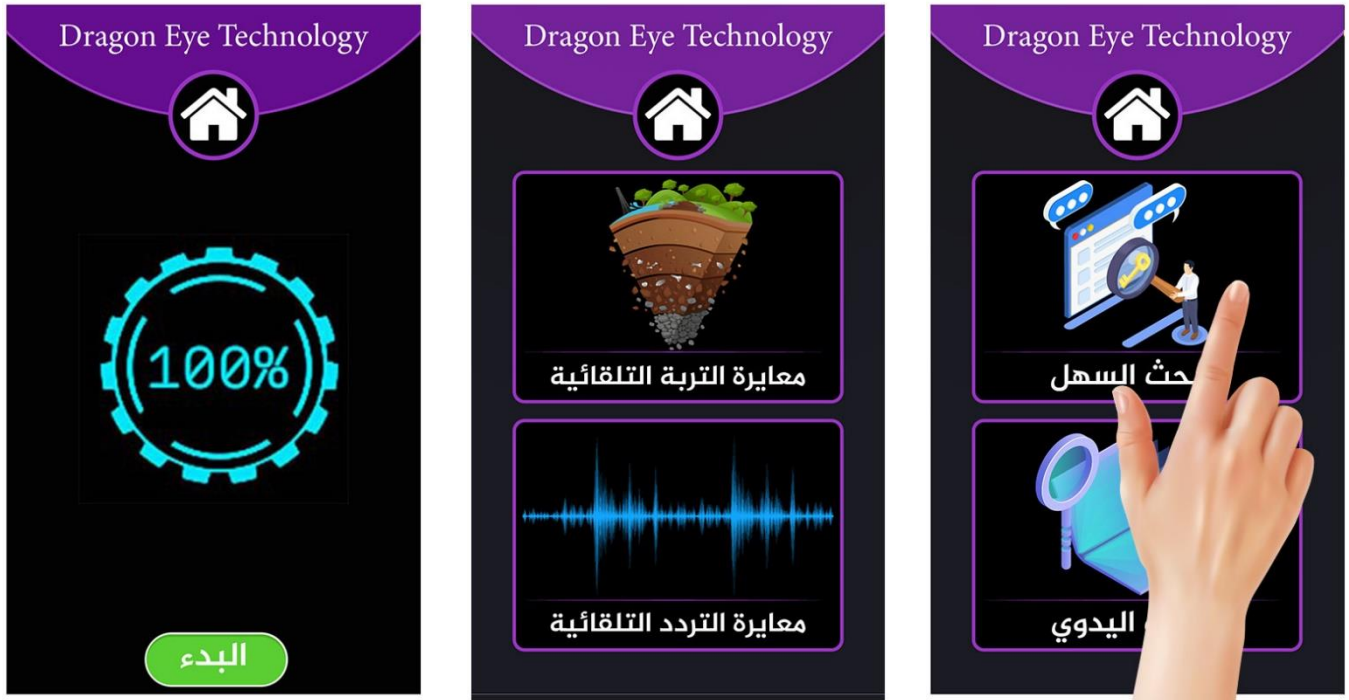 Dragon Eye Technology
100%
البدء
Dragon Eye Technology
معايرة التربة التلقائية
معايرة التردد التلقائية
Dragon Eye Technology
السهل
اليدوي